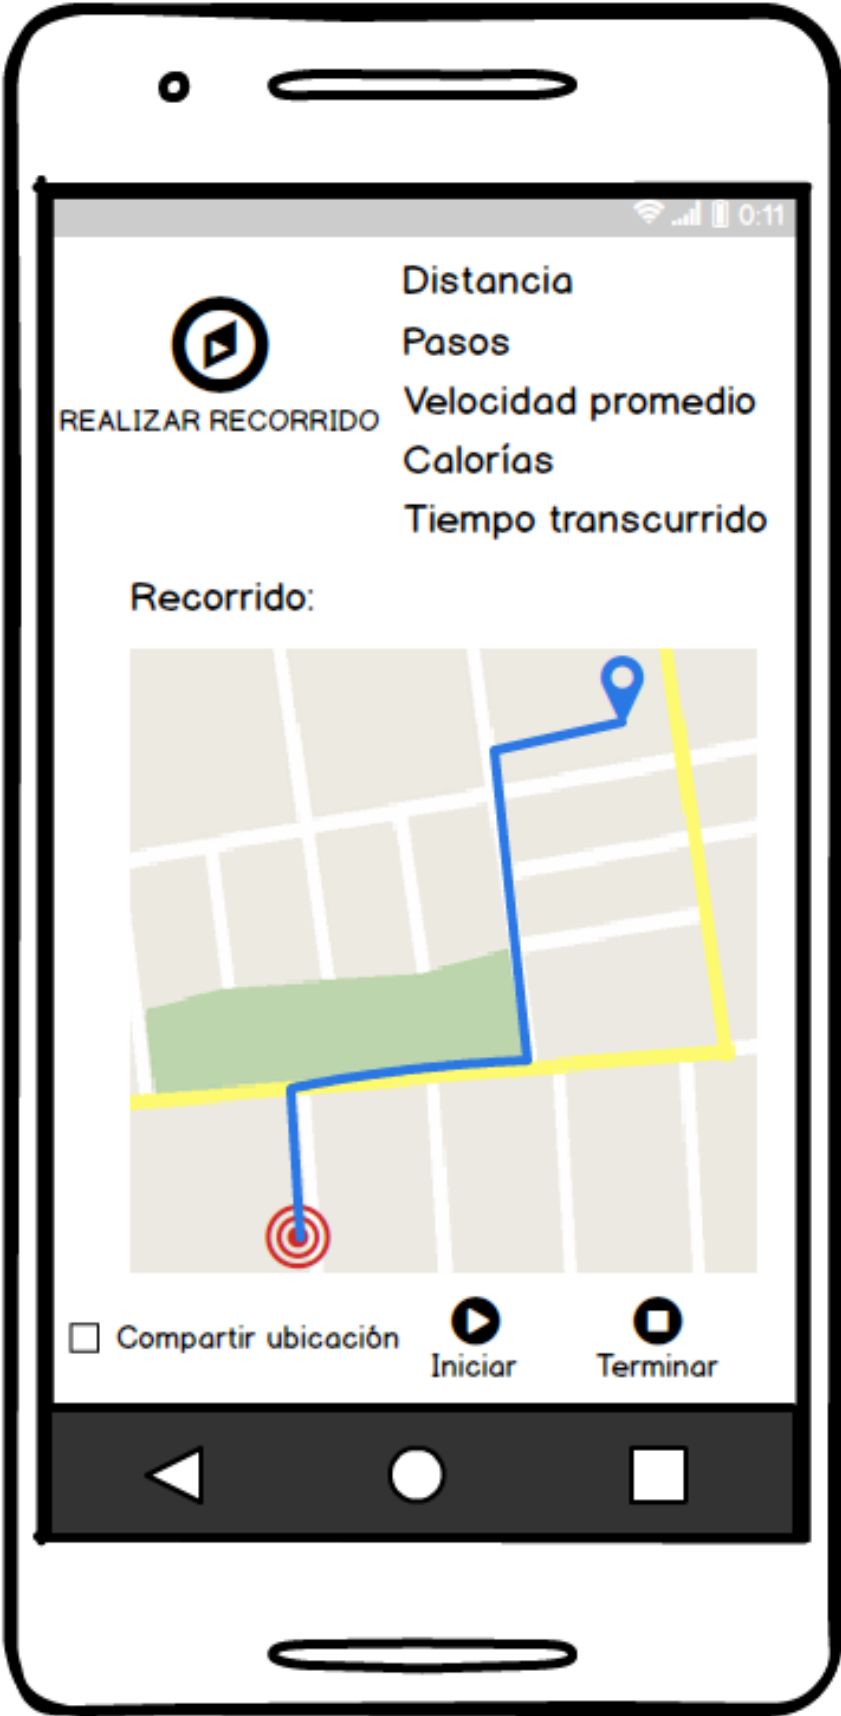 0:11
REALIZAR RECORRIDO
Distancia
Pasos
Velocidad promedio
Calorías
Tiempo transcurrido
Recorrido:
Compartir ubicación
Iniciar
Terminar